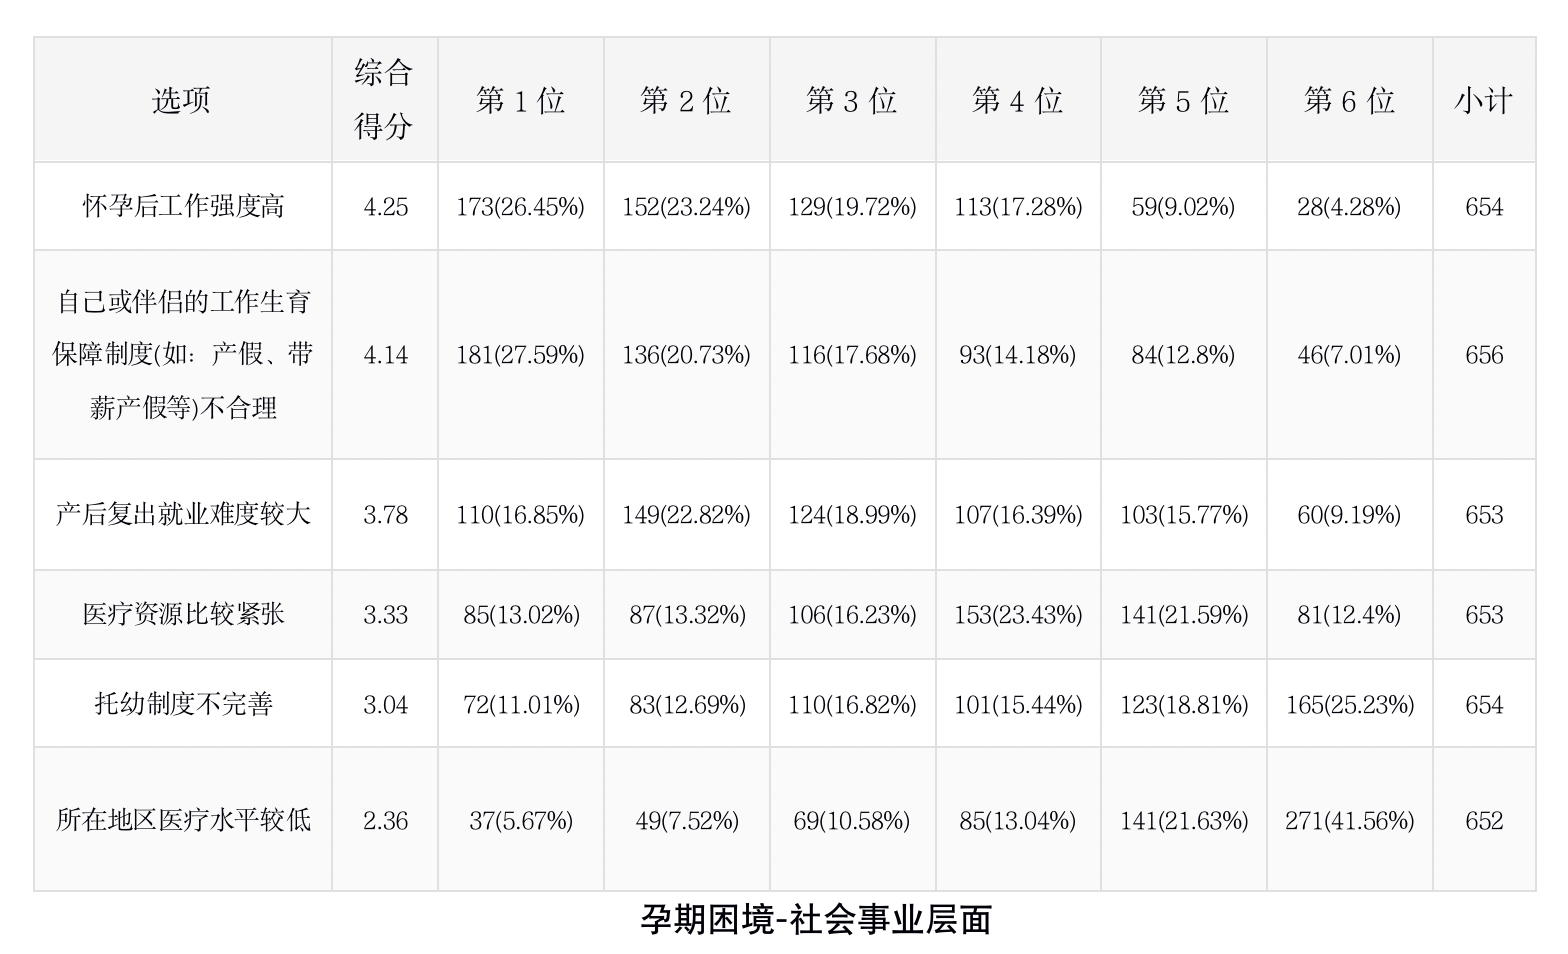 选项 综合得分 第 1 位 第 2 位 第 3 位 第 4 位 第 5 位 第 6 位 小计
怀孕后工作强度高 4.25 173(26.45%) 152(23.24%) 129(19.72%) 113(17.28%) 59(9.02%) 28(4.28%) 654
自己或伴侣的工作生育
保障制度(如：产假、带
薪产假等)不合理 4.14 181(27.59%) 136(20.73%) 116(17.68%) 93(14.18%) 84(12.8%) 46(7.01%) 656
产后复出就业难度较大 3.78 110(16.85%) 149(22.82%) 124(18.99%) 107(16.39%) 103(15.77%) 60(9.19%) 653
医疗资源比较紧张 3.33 85(13.02%) 87(13.32%) 106(16.23%) 153(23.43%) 141(21.59%) 81(12.4%) 653
托幼制度不完善 3.04 72(11.01%) 83(12.69%) 110(16.82%) 101(15.44%) 123(18.81%) 165(25.23%) 654
所在地区医疗水平较低 2.36 37(5.67%) 49(7.52%) 69(10.58%) 85(13.04%) 141(21.63%) 271(41.56%) 652
孕期困境-社会事业层面